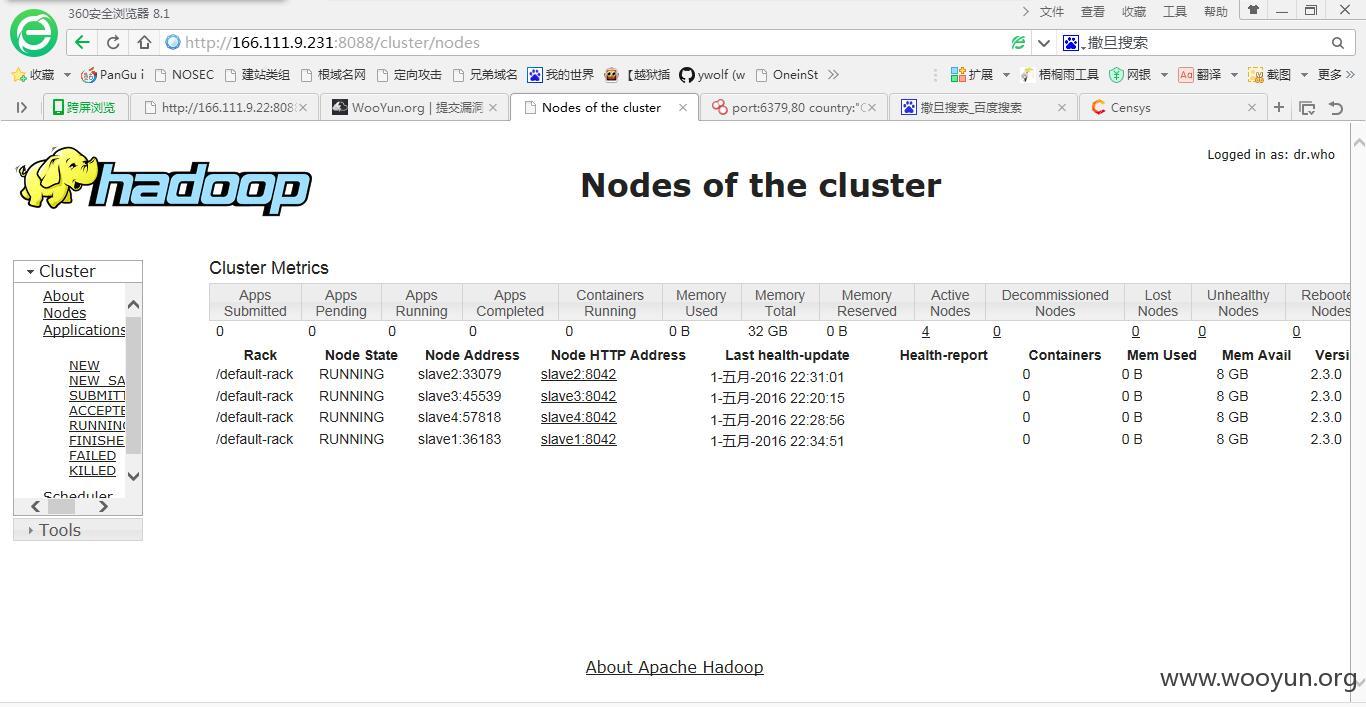 360安全浏览器 8.1
文件 查看 收藏 工具 帮助
http://166.111.9.231:8088/cluster/nodes
撒旦搜索
收藏 PanGu i NOSEC 建站类组 根域名网 定向攻击 兄弟域名 我的世界 【越狱插 ywolf (w OneinSt 扩展 梧桐雨工具 网银 翻译 截图 更多
跨屏浏览 http://166.111.9.22:808 WooYun.org | 提交漏洞 Nodes of the cluster port:6379,80 country:"C 撒旦搜索_百度搜索 Censys
Logged in as: dr.who
hadoop
Nodes of the cluster
Cluster
About
Nodes
Applications
NEW
NEW_SA
SUBMITT
ACCEPTE
RUNNING
FINISHE
FAILED
KILLED
Scheduler
Tools
Cluster Metrics
Apps Submitted Apps Pending Apps Running Apps Completed Containers Running Memory Used Memory Total Memory Reserved Active Nodes Decommissioned Nodes Lost Nodes Unhealthy Nodes Reboote Nodes
0 0 0 0 0 0 B 32 GB 0 B 4 0 0 0 0
Rack Node State Node Address Node HTTP Address Last health-update Health-report Containers Mem Used Mem Avail Versi
/default-rack RUNNING slave2:33079 slave2:8042 1-五月-2016 22:31:01 0 0 B 8 GB 2.3.0
/default-rack RUNNING slave3:45539 slave3:8042 1-五月-2016 22:20:15 0 0 B 8 GB 2.3.0
/default-rack RUNNING slave4:57818 slave4:8042 1-五月-2016 22:28:56 0 0 B 8 GB 2.3.0
/default-rack RUNNING slave1:36183 slave1:8042 1-五月-2016 22:34:51 0 0 B 8 GB 2.3.0
About Apache Hadoop
www.wooyun.org